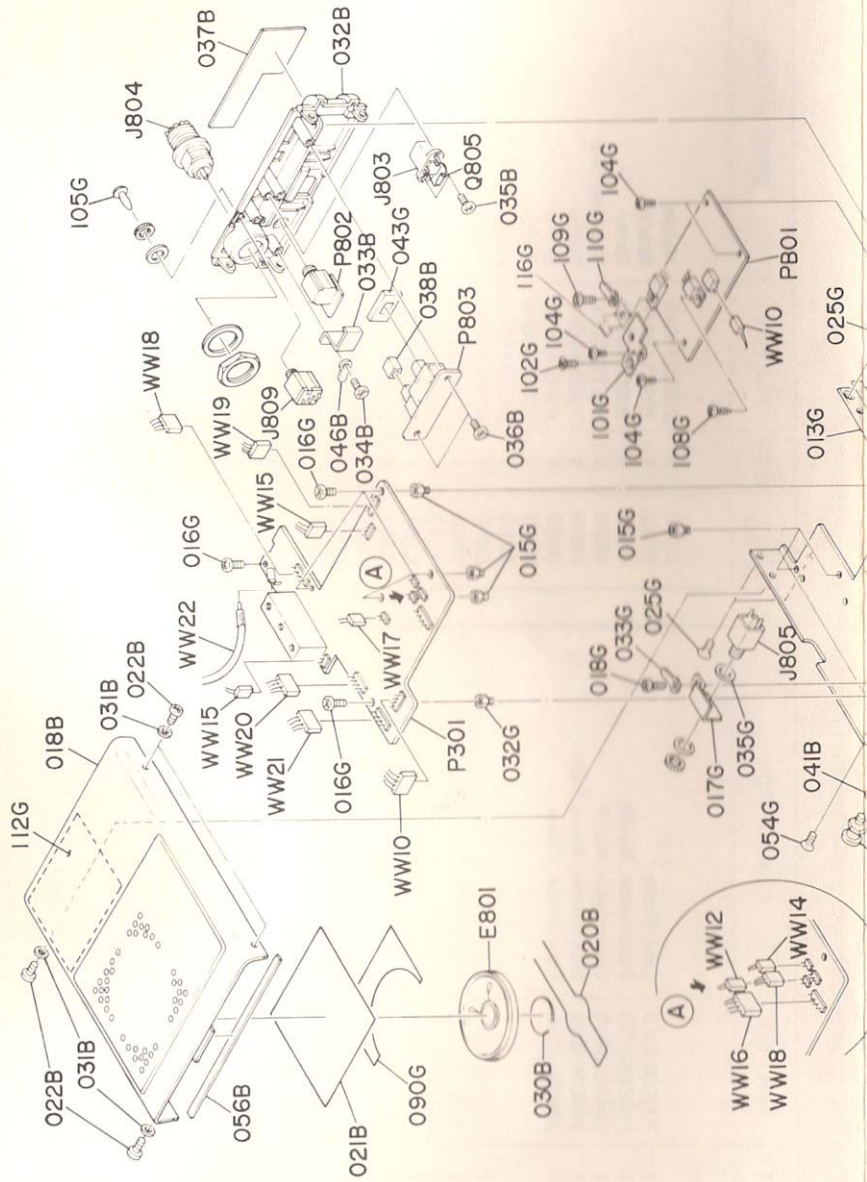 112G
018B
022B
031B
022B
031B
056B
021B
090G
E801
030B
020B
WW22
016G
WW15
WW20
WW21
016G
WW10
P301
032G
WW17
A
015G
WW15
016G
WW19
WW18
105G
J804
037B
032B
J809
P802
033B
043G
038B
046B
034B
P803
036B
J803
Q805
035B
116G
109G
110G
104G
102G
101G
104G
108G
104G
PB01
WW10
025G
013G
018G
033G
025G
015G
017G
035G
J805
054G
041B
A
WW12
WW16
WW14
WW18